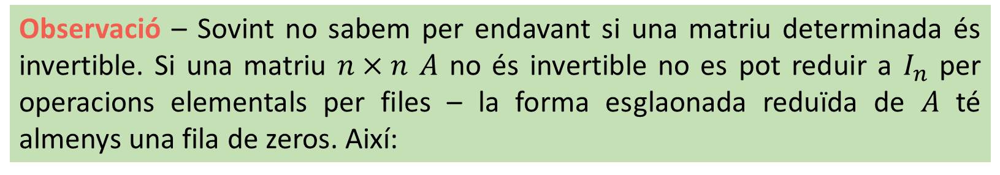 Observació – Sovint no sabem per endavant si una matriu determinada és
invertible. Si una matriu 𝑛 × 𝑛 𝐴 no és invertible no es pot reduir a 𝐼ₙ per
operacions elementals per files – la forma esglaonada reduïda de 𝐴 té
almenys una fila de zeros. Així: